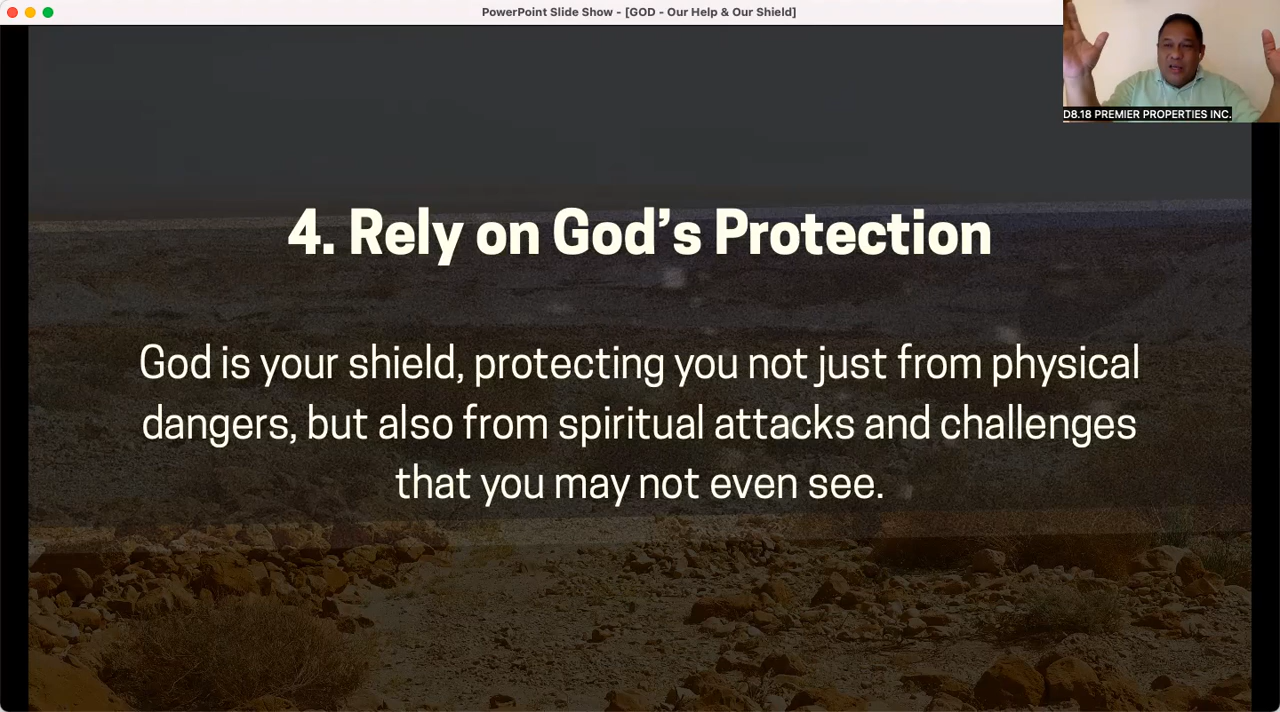 PowerPoint Slide Show - [GOD - Our Help & Our Shield]
D8.18 PREMIER PROPERTIES INC.
4. Rely on God’s Protection
God is your shield, protecting you not just from physical
dangers, but also from spiritual attacks and challenges
that you may not even see.